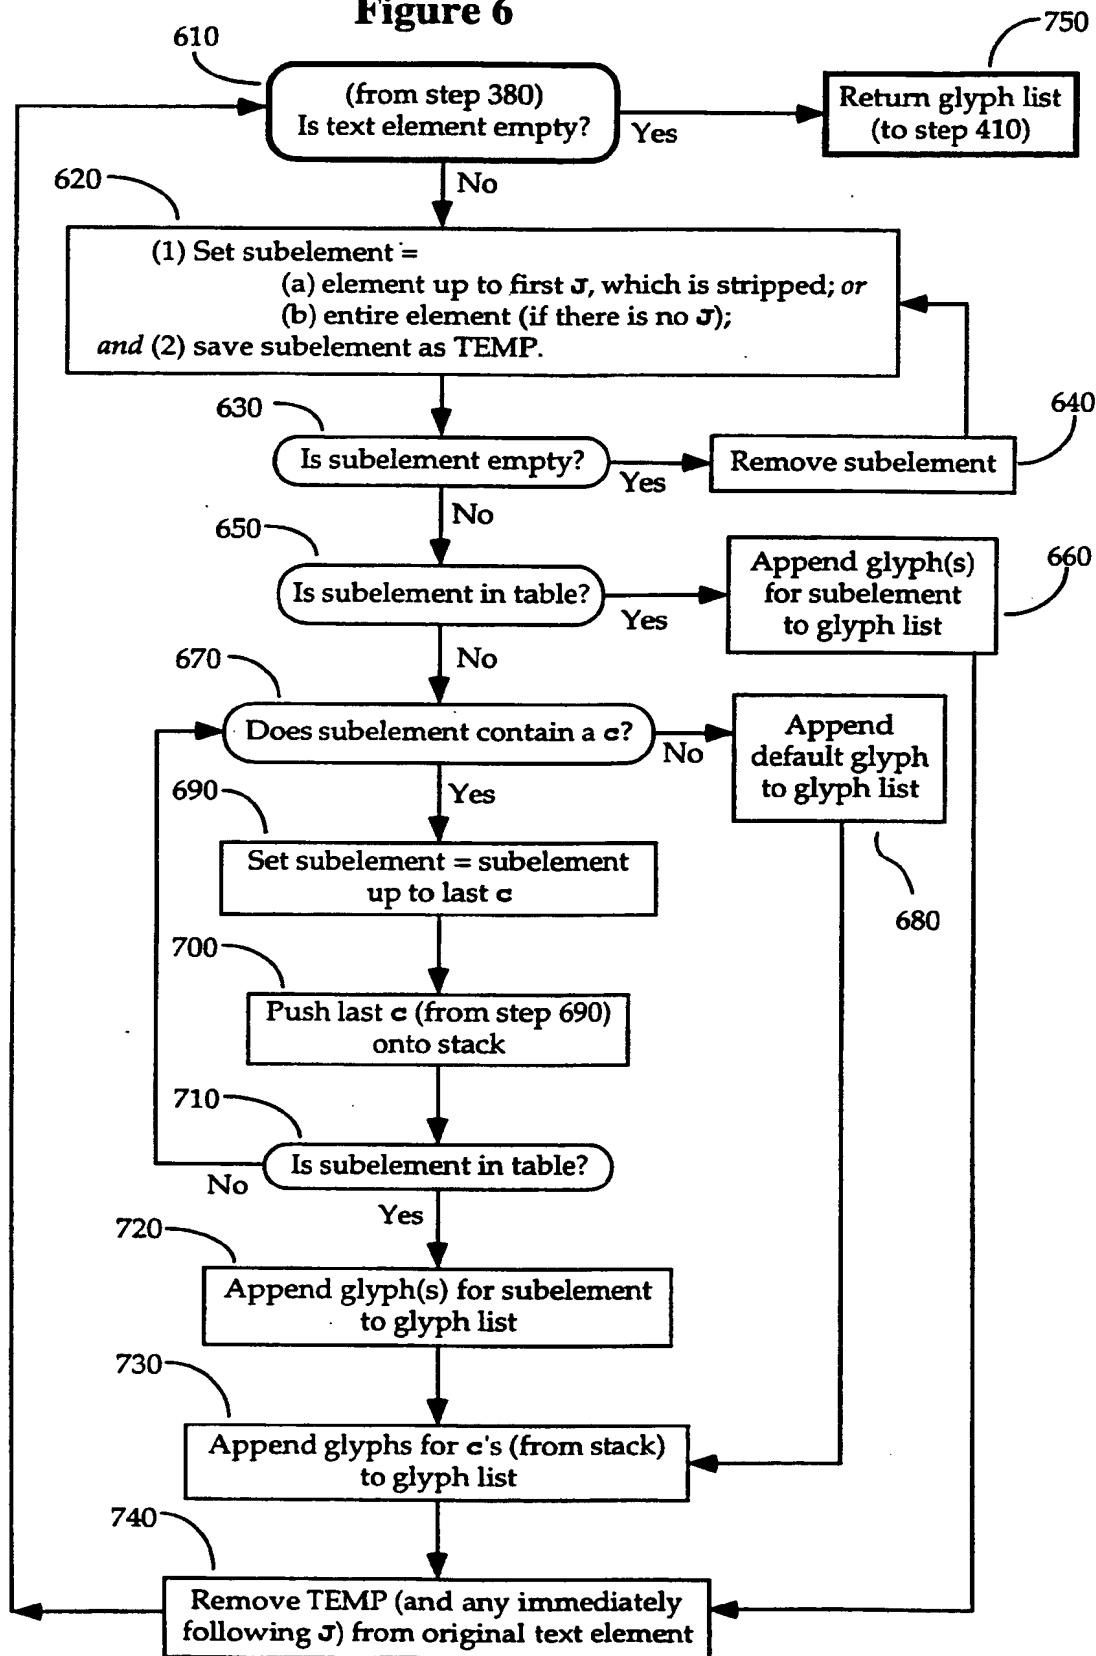 Figure 6
610
750
(from step 380)
Is text element empty?
Yes
Return glyph list
(to step 410)
No
620
(1) Set subelement =
(a) element up to first J, which is stripped; or
(b) entire element (if there is no J);
and (2) save subelement as TEMP.
630
640
Is subelement empty?
Yes
Remove subelement
No
650
660
Is subelement in table?
Yes
Append glyph(s)
for subelement
to glyph list
No
670
Does subelement contain a c?
No
Append
default glyph
to glyph list
680
Yes
690
Set subelement = subelement
up to last c
700
Push last c (from step 690)
onto stack
710
Is subelement in table?
No
Yes
720
Append glyph(s) for subelement
to glyph list
730
Append glyphs for c's (from stack)
to glyph list
740
Remove TEMP (and any immediately
following J) from original text element